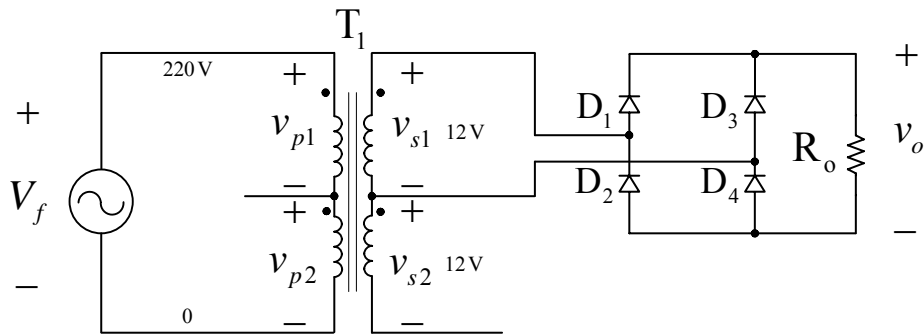 T1
220 V
+ + +
+ D1 D3
vp1 vs1 12 V Ro vo
Vf − − D2 D4
+ + −
− vp2 vs2 12 V
0 − −